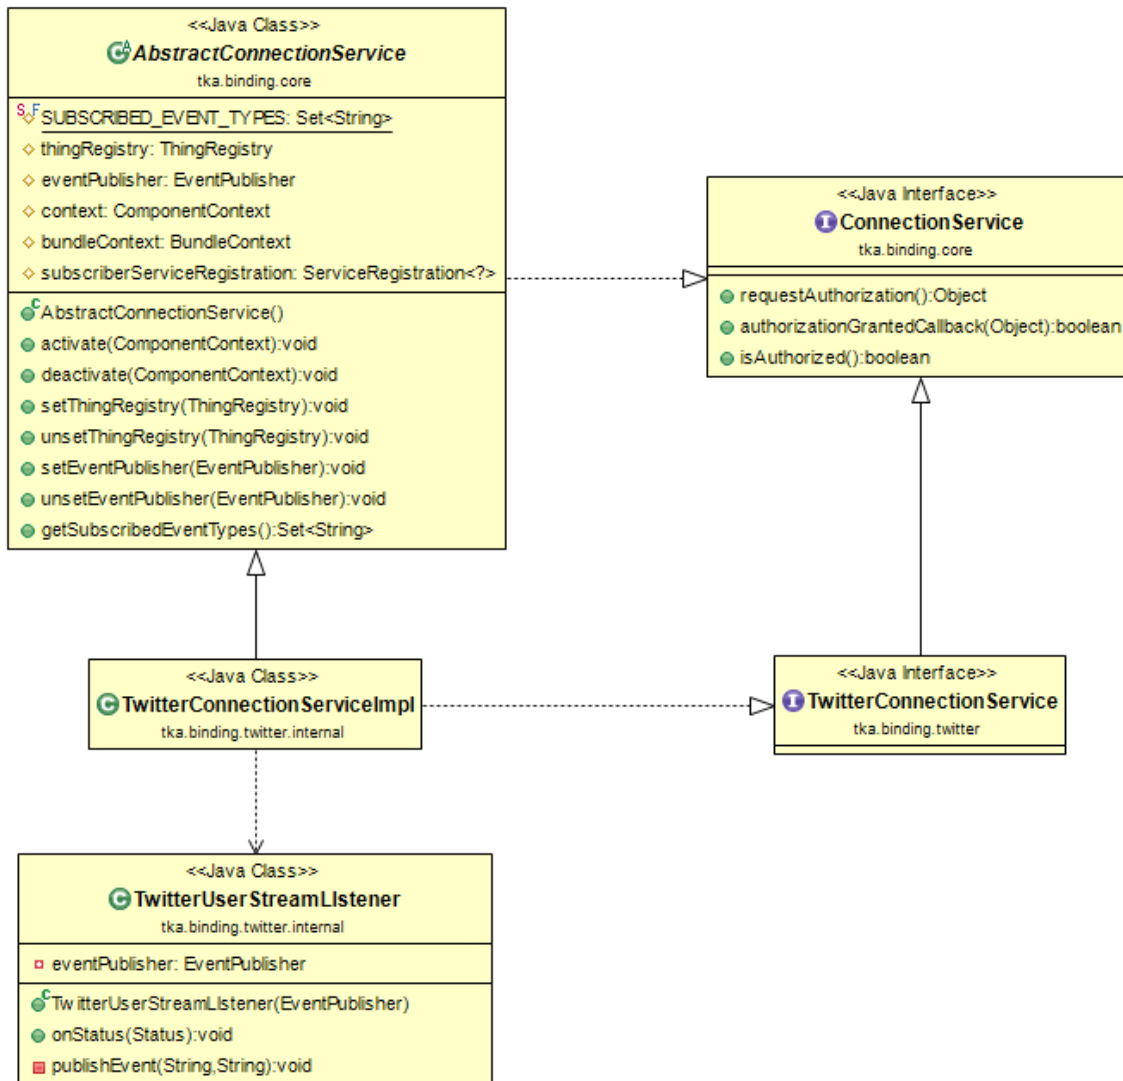 <<Java Class>>
AbstractConnectionService
tka.binding.core
SUBSCRIBED_EVENT_TYPES: Set<String>
thingRegistry: ThingRegistry
eventPublisher: EventPublisher
context: ComponentContext
bundleContext: BundleContext
subscriberServiceRegistration: ServiceRegistration<?>
AbstractConnectionService()
activate(ComponentContext):void
deactivate(ComponentContext):void
setThingRegistry(ThingRegistry):void
unsetThingRegistry(ThingRegistry):void
setEventPublisher(EventPublisher):void
unsetEventPublisher(EventPublisher):void
getSubscribedEventTypes():Set<String>
<<Java Interface>>
ConnectionService
tka.binding.core
requestAuthorization():Object
authorizationGrantedCallback(Object):boolean
isAuthorized():boolean
<<Java Class>>
TwitterConnectionServiceImpl
tka.binding.twitter.internal
<<Java Interface>>
TwitterConnectionService
tka.binding.twitter
<<Java Class>>
TwitterUserStreamLIstener
tka.binding.twitter.internal
eventPublisher: EventPublisher
TwitterUserStreamLIstener(EventPublisher)
onStatus(Status):void
publishEvent(String,String):void